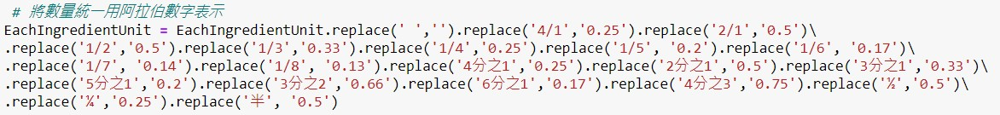 # 將數量統一用阿拉伯數字表示
EachIngredientUnit = EachIngredientUnit.replace(' ','').replace('4/1','0.25').replace('2/1','0.5')\
.replace('1/2','0.5').replace('1/3','0.33').replace('1/4','0.25').replace('1/5', '0.2').replace('1/6', '0.17')\
.replace('1/7', '0.14').replace('1/8', '0.13').replace('4分之1','0.25').replace('2分之1','0.5').replace('3分之1','0.33')\
.replace('5分之1','0.2').replace('3分之2','0.66').replace('6分之1','0.17').replace('4分之3','0.75').replace('½','0.5')\
.replace('¼','0.25').replace('半', '0.5')